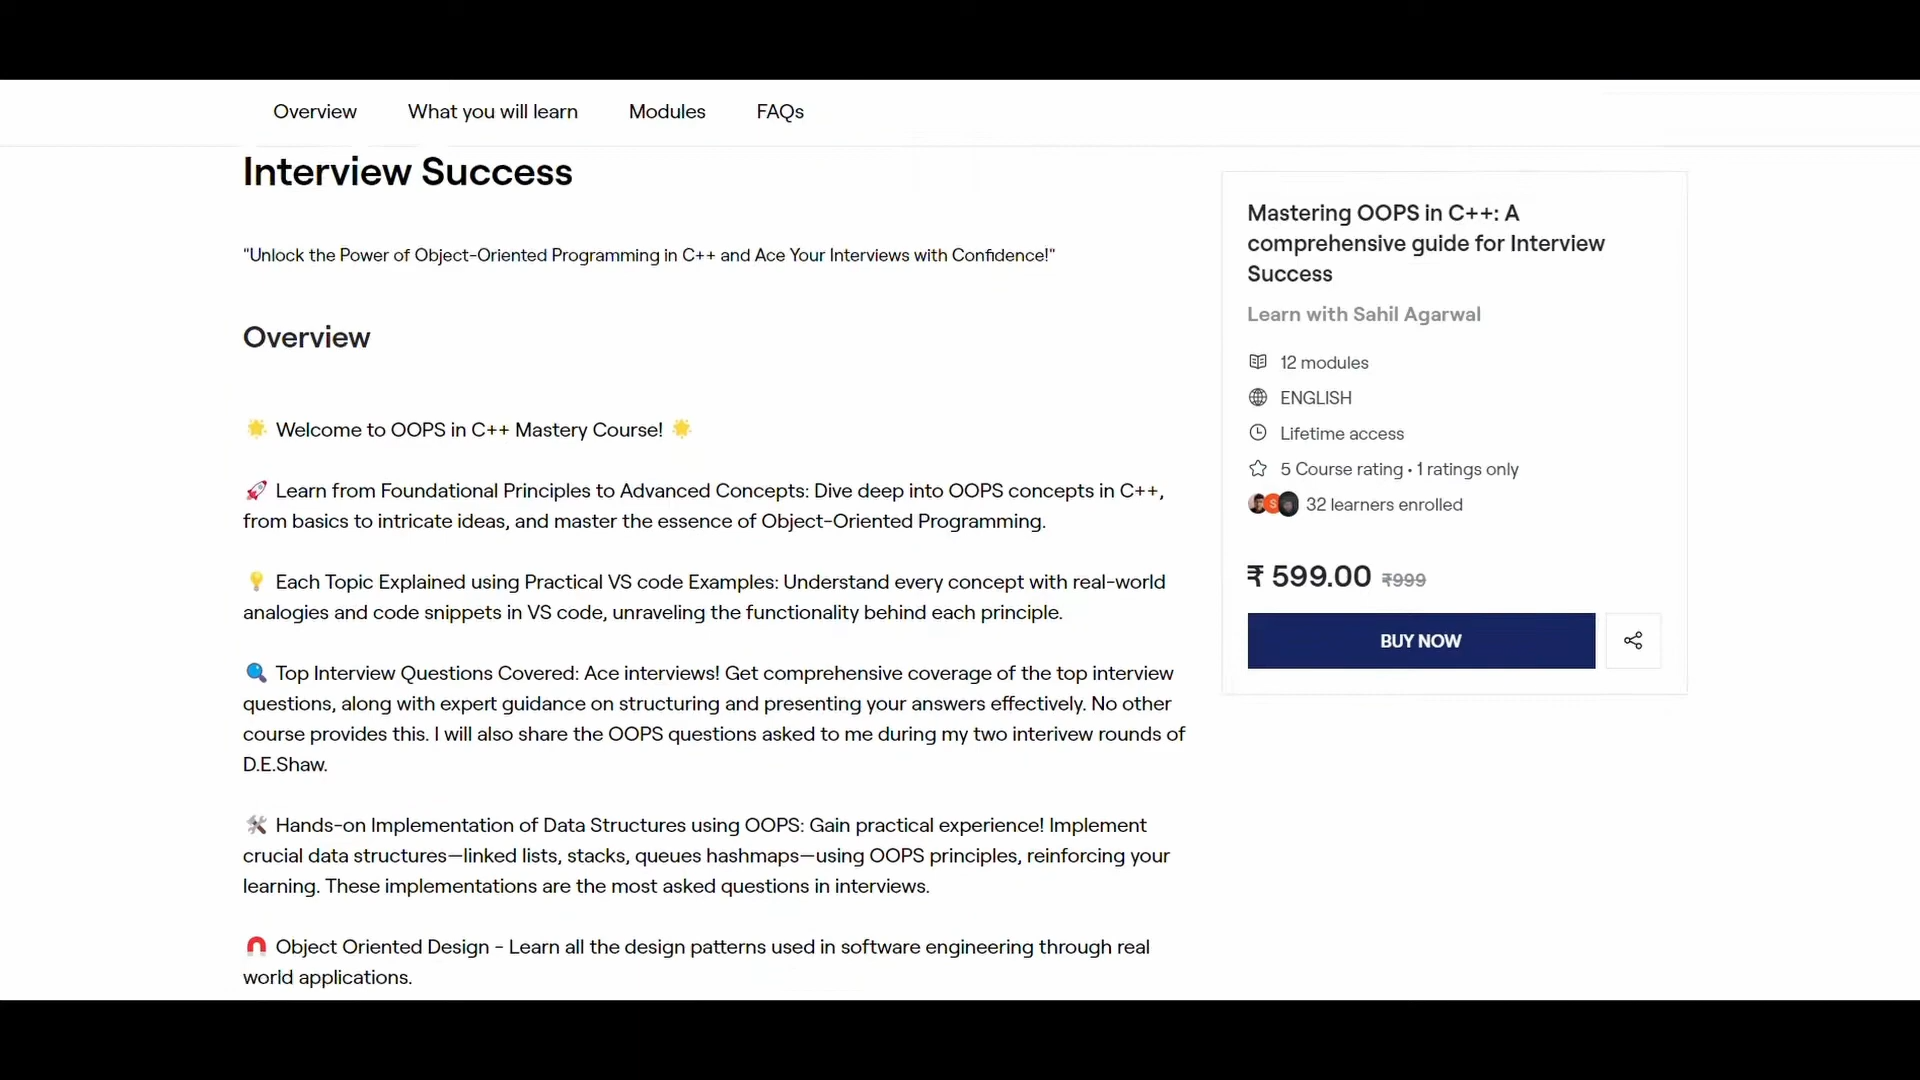 Overview What you will learn Modules FAQs
Interview Success
"Unlock the Power of Object-Oriented Programming in C++ and Ace Your Interviews with Confidence!"
Overview
🌟 Welcome to OOPS in C++ Mastery Course! 🌟
🚀 Learn from Foundational Principles to Advanced Concepts: Dive deep into OOPS concepts in C++,
from basics to intricate ideas, and master the essence of Object-Oriented Programming.
💡 Each Topic Explained using Practical VS code Examples: Understand every concept with real-world
analogies and code snippets in VS code, unraveling the functionality behind each principle.
🔍 Top Interview Questions Covered: Ace interviews! Get comprehensive coverage of the top interview
questions, along with expert guidance on structuring and presenting your answers effectively. No other
course provides this. I will also share the OOPS questions asked to me during my two interivew rounds of
D.E.Shaw.
🛠️ Hands-on Implementation of Data Structures using OOPS: Gain practical experience! Implement
crucial data structures—linked lists, stacks, queues hashmaps—using OOPS principles, reinforcing your
learning. These implementations are the most asked questions in interviews.
🧲 Object Oriented Design - Learn all the design patterns used in software engineering through real
world applications.
Mastering OOPS in C++: A
comprehensive guide for Interview
Success
Learn with Sahil Agarwal
12 modules
ENGLISH
Lifetime access
5 Course rating • 1 ratings only
S 32 learners enrolled
₹ 599.00 ₹999
BUY NOW